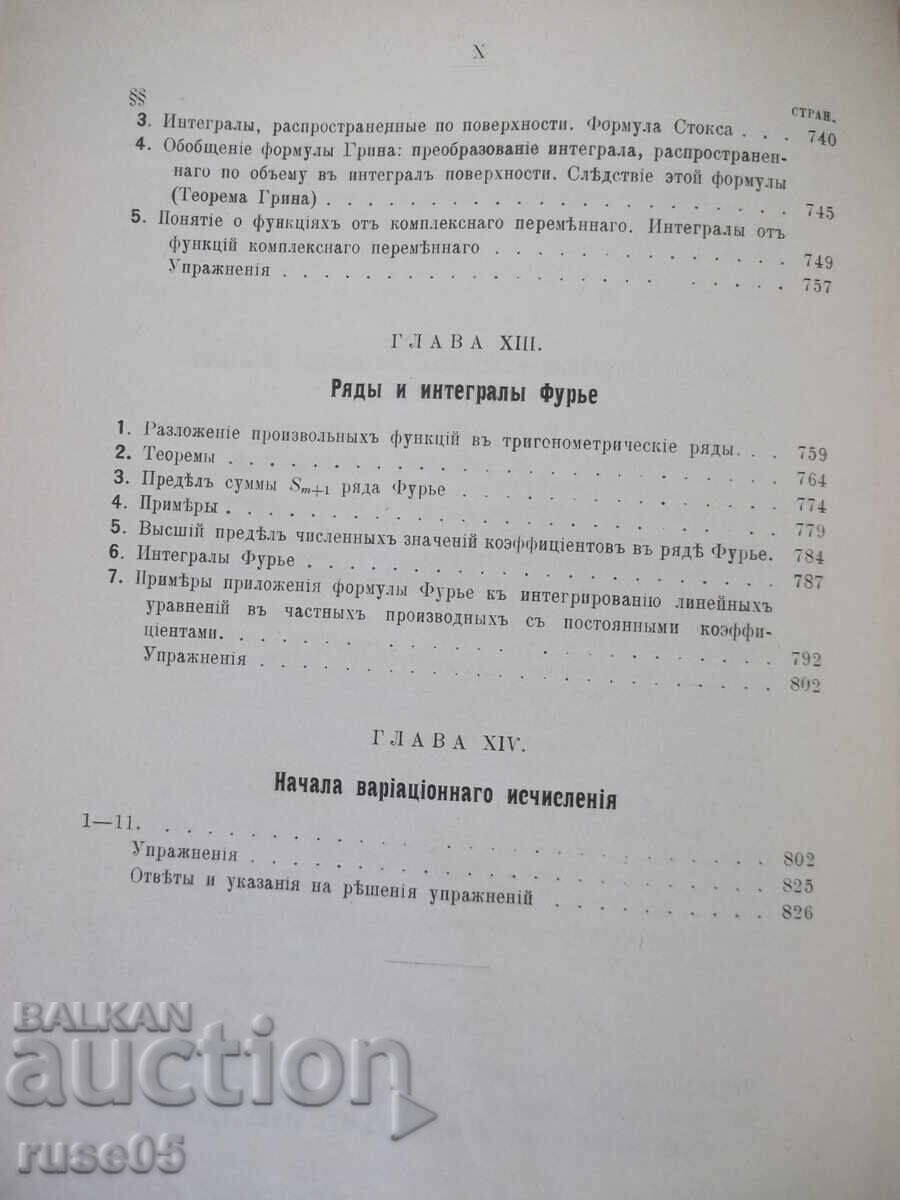 X
§§
СТРАН.
3. Интегралы, распространенные по поверхности. Формула Стокса . . . 740
4. Обобщеніе формулы Грина: преобразованіе интеграла, распространен-
наго по объему въ интегралъ поверхности. Слѣдствіе этой формулы
(Теорема Грина) . . . . . . . . . . . . . . . . . . 745
5. Понятіе о функціяхъ отъ комплекснаго перемѣннаго. Интегралы отъ
функцій комплекснаго перемѣннаго . . . . . . . . . . . . 749
Упражненія . . . . . . . . . . . . . . . . . . . . 757
ГЛАВА XIII.
Ряды и интегралы Фурье
1. Разложеніе произвольныхъ функцій въ тригонометрическіе ряды. . . 759
2. Теоремы . . . . . . . . . . . . . . . . . . . . . 764
3. Предѣлъ суммы Sm+1 ряда Фурье . . . . . . . . . . . . . 774
4. Примѣры . . . . . . . . . . . . . . . . . . . . . 779
5. Высшій предѣлъ численныхъ значеній коэффиціентовъ въ рядѣ Фурье. 784
6. Интегралы Фурье . . . . . . . . . . . . . . . . . . 787
7. Примѣры приложенія формулы Фурье къ интегрированію линейныхъ
уравненій въ частныхъ производныхъ съ постоянными коэффи-
ціентами. . . . . . . . . . . . . . . . . . . . . 792
Упражненія . . . . . . . . . . . . . . . . . . . . 802
ГЛАВА XIV.
Начала варіаціоннаго исчисленія
1—11. . . . . . . . . . . . . . . . . . . . . . . 802
Упражненія . . . . . . . . . . . . . . . . . . . . 825
Отвѣты и указанія на рѣшенія упражненій . . . . . . . . . 826
BALKAN
auction
ruse05